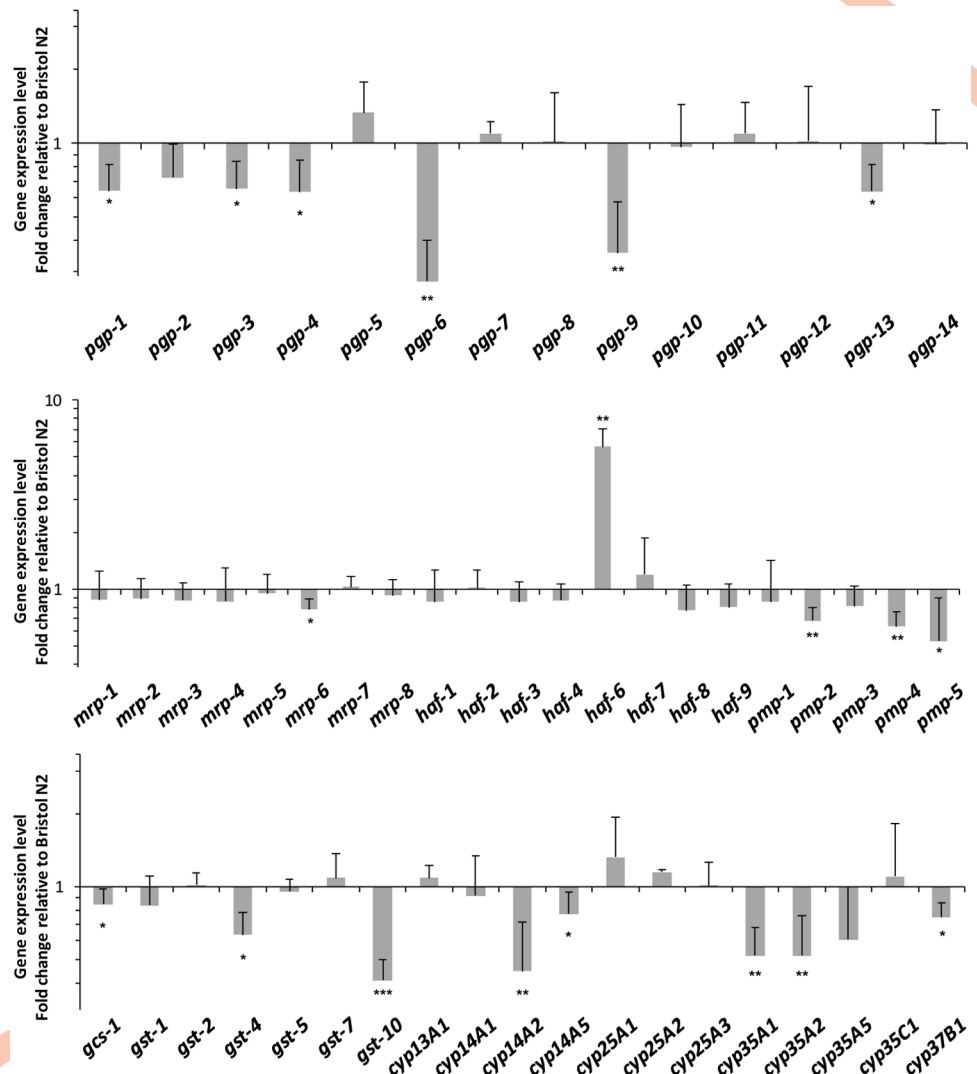 Gene expression level
Fold change relative to Bristol N2
1
* * * ** ** *
pgp-1 pgp-2 pgp-3 pgp-4 pgp-5 pgp-6 pgp-7 pgp-8 pgp-9 pgp-10 pgp-11 pgp-12 pgp-13 pgp-14
Gene expression level
Fold change relative to Bristol N2
10
1
* ** ** ** *
mrp-1 mrp-2 mrp-3 mrp-4 mrp-5 mrp-6 mrp-7 mrp-8 haf-1 haf-2 haf-3 haf-4 haf-6 haf-7 haf-8 haf-9 pmp-1 pmp-2 pmp-3 pmp-4 pmp-5
Gene expression level
Fold change relative to Bristol N2
1
* * *** ** * ** ** *
gcs-1 gst-1 gst-2 gst-4 gst-5 gst-7 gst-10 cyp13A1 cyp14A1 cyp14A2 cyp14A5 cyp25A1 cyp25A2 cyp25A3 cyp35A1 cyp35A2 cyp35A5 cyp35C1 cyp37B1